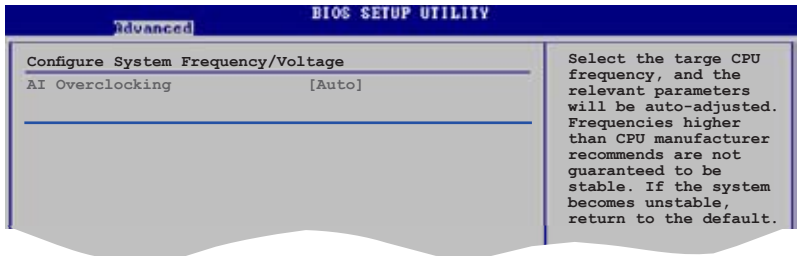 BIOS SETUP UTILITY
Advanced
Configure System Frequency/Voltage
AI Overclocking [Auto]
Select the targe CPU
frequency, and the
relevant parameters
will be auto-adjusted.
Frequencies higher
than CPU manufacturer
recommends are not
guaranteed to be
stable. If the system
becomes unstable,
return to the default.